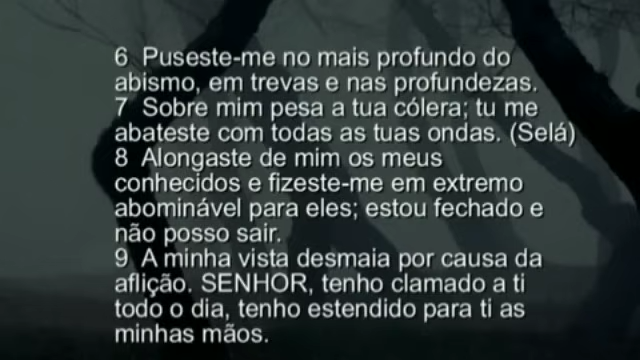 6  Puseste-me no mais profundo do
abismo, em trevas e nas profundezas.
7  Sobre mim pesa a tua cólera; tu me
abateste com todas as tuas ondas. (Selá)
8  Alongaste de mim os meus
conhecidos e fizeste-me em extremo
abominável para eles; estou fechado e
não posso sair.
9  A minha vista desmaia por causa da
aflição. SENHOR, tenho clamado a ti
todo o dia, tenho estendido para ti as
minhas mãos.